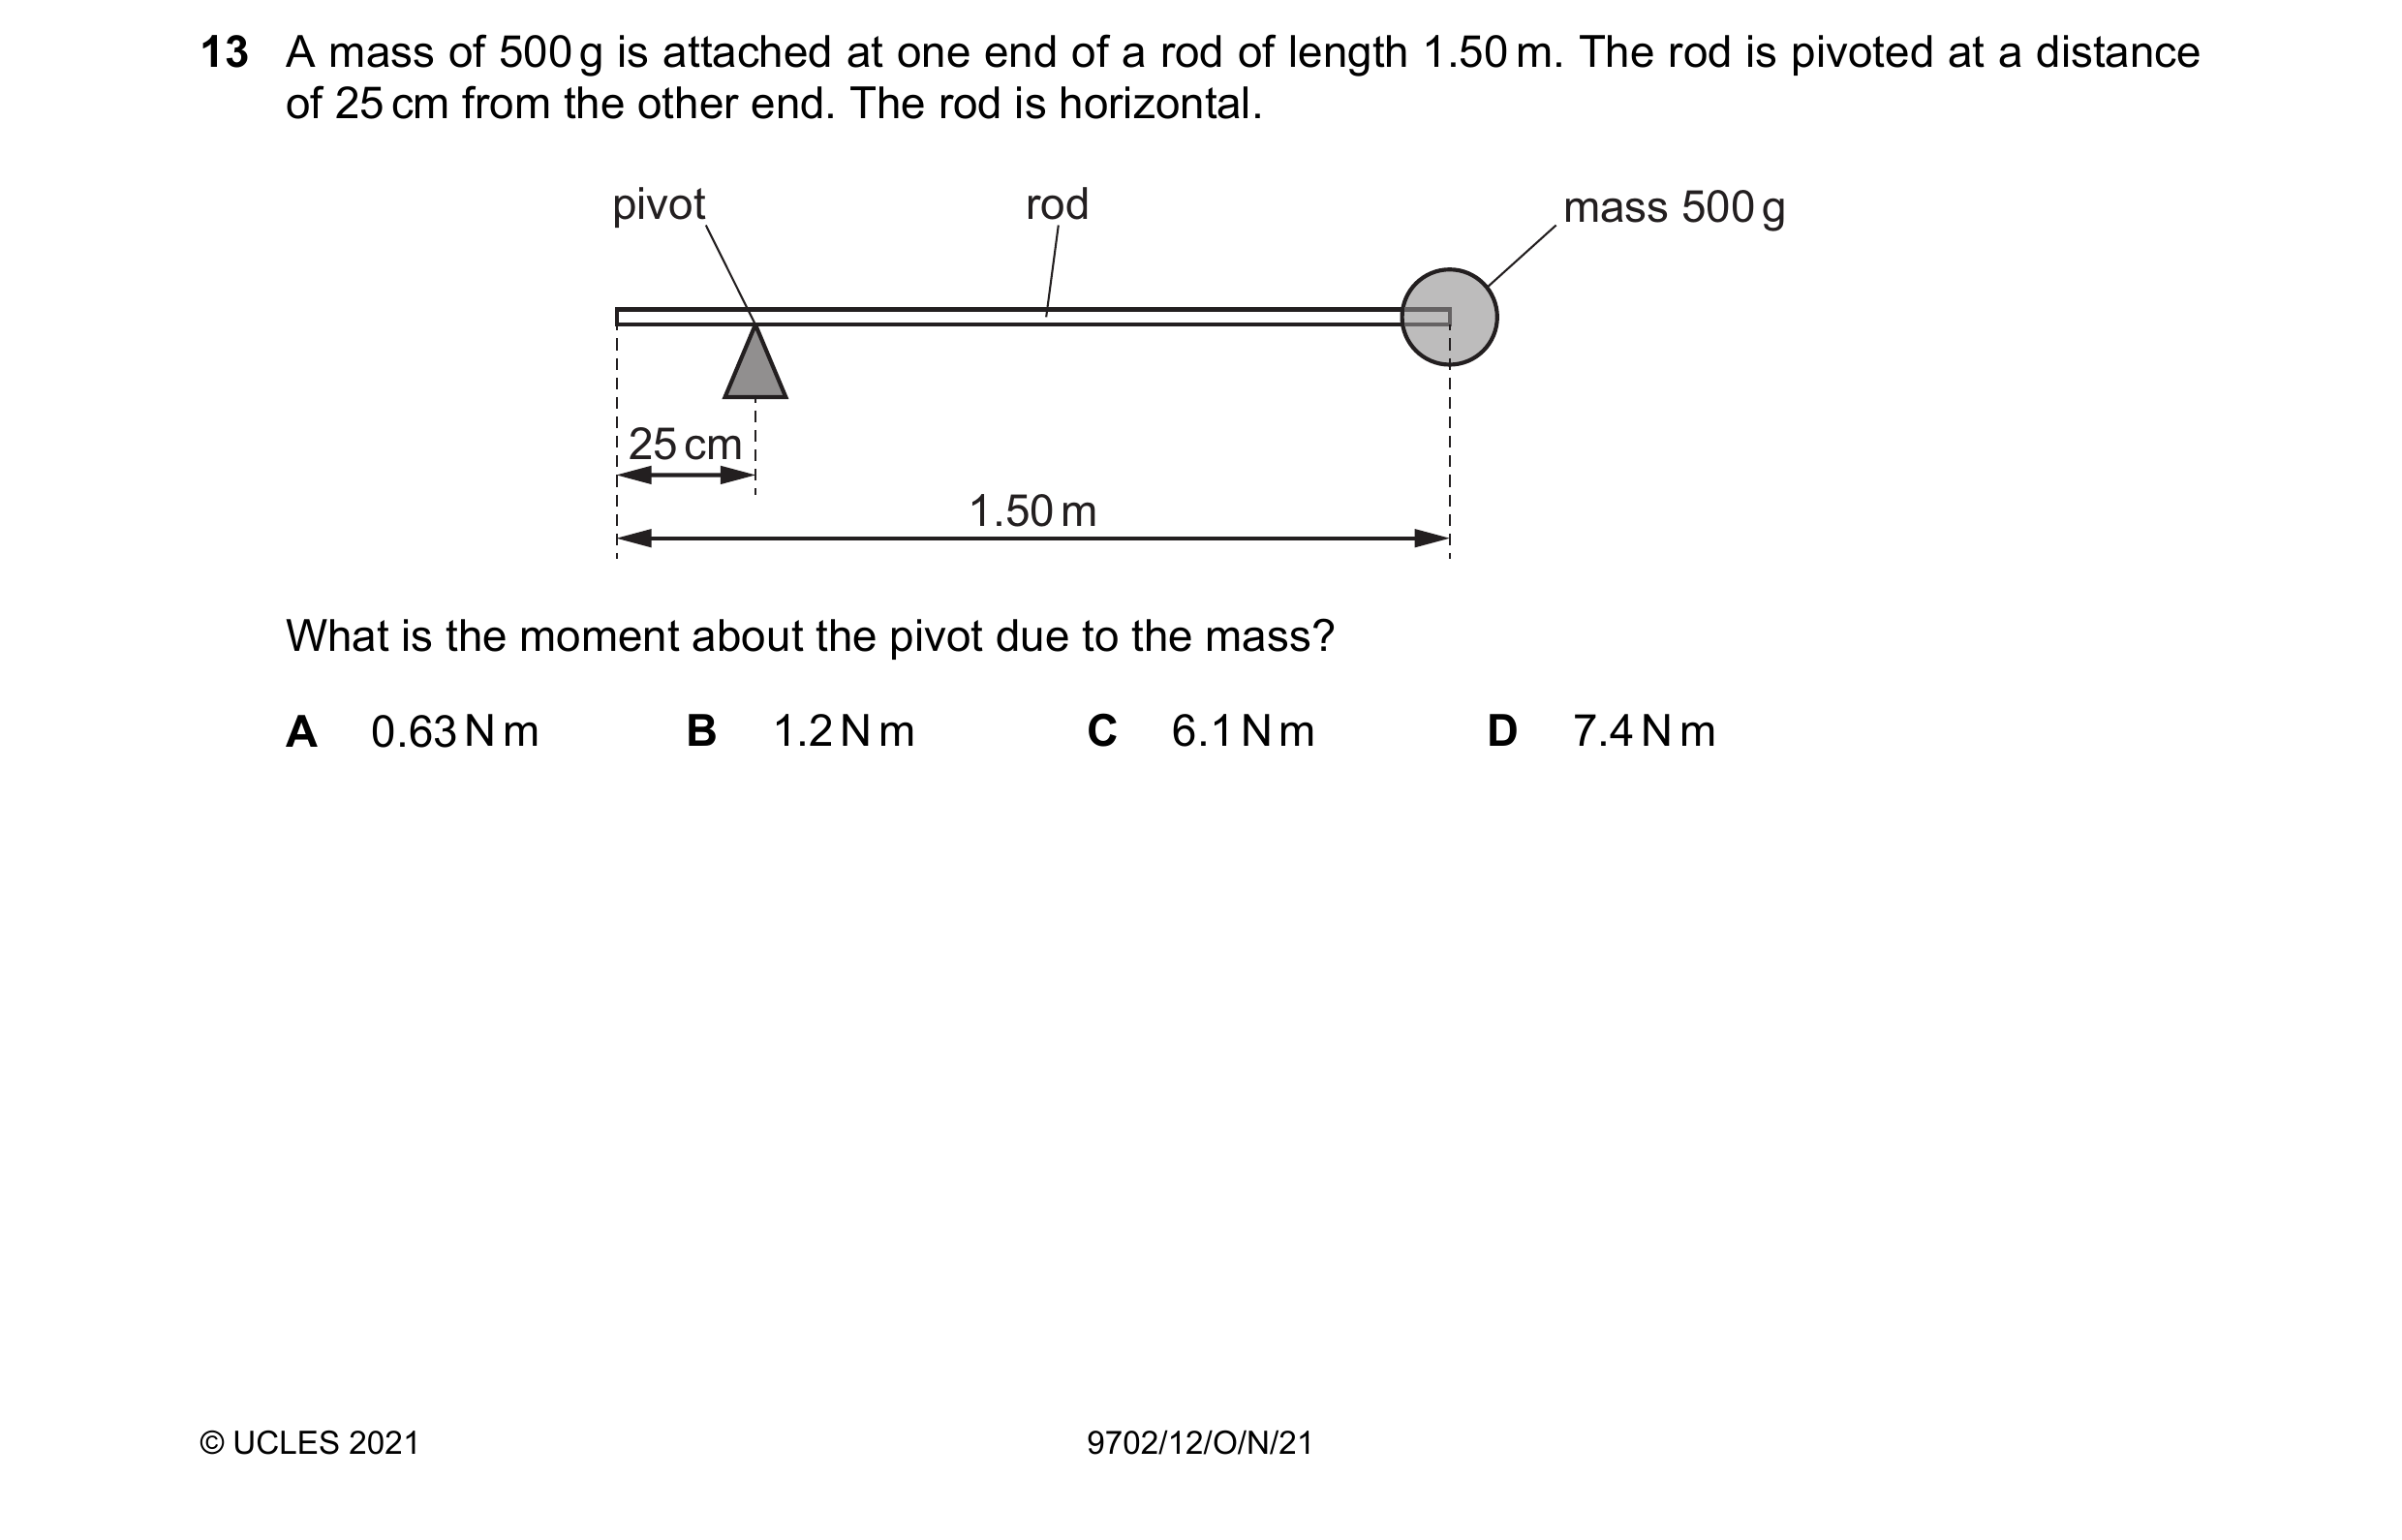 13 A mass of 500 g is attached at one end of a rod of length 1.50 m. The rod is pivoted at a distance
of 25 cm from the other end. The rod is horizontal.
pivot rod mass 500 g
25 cm
1.50 m
What is the moment about the pivot due to the mass?
A 0.63 N m B 1.2 N m C 6.1 N m D 7.4 N m
© UCLES 2021 9702/12/O/N/21